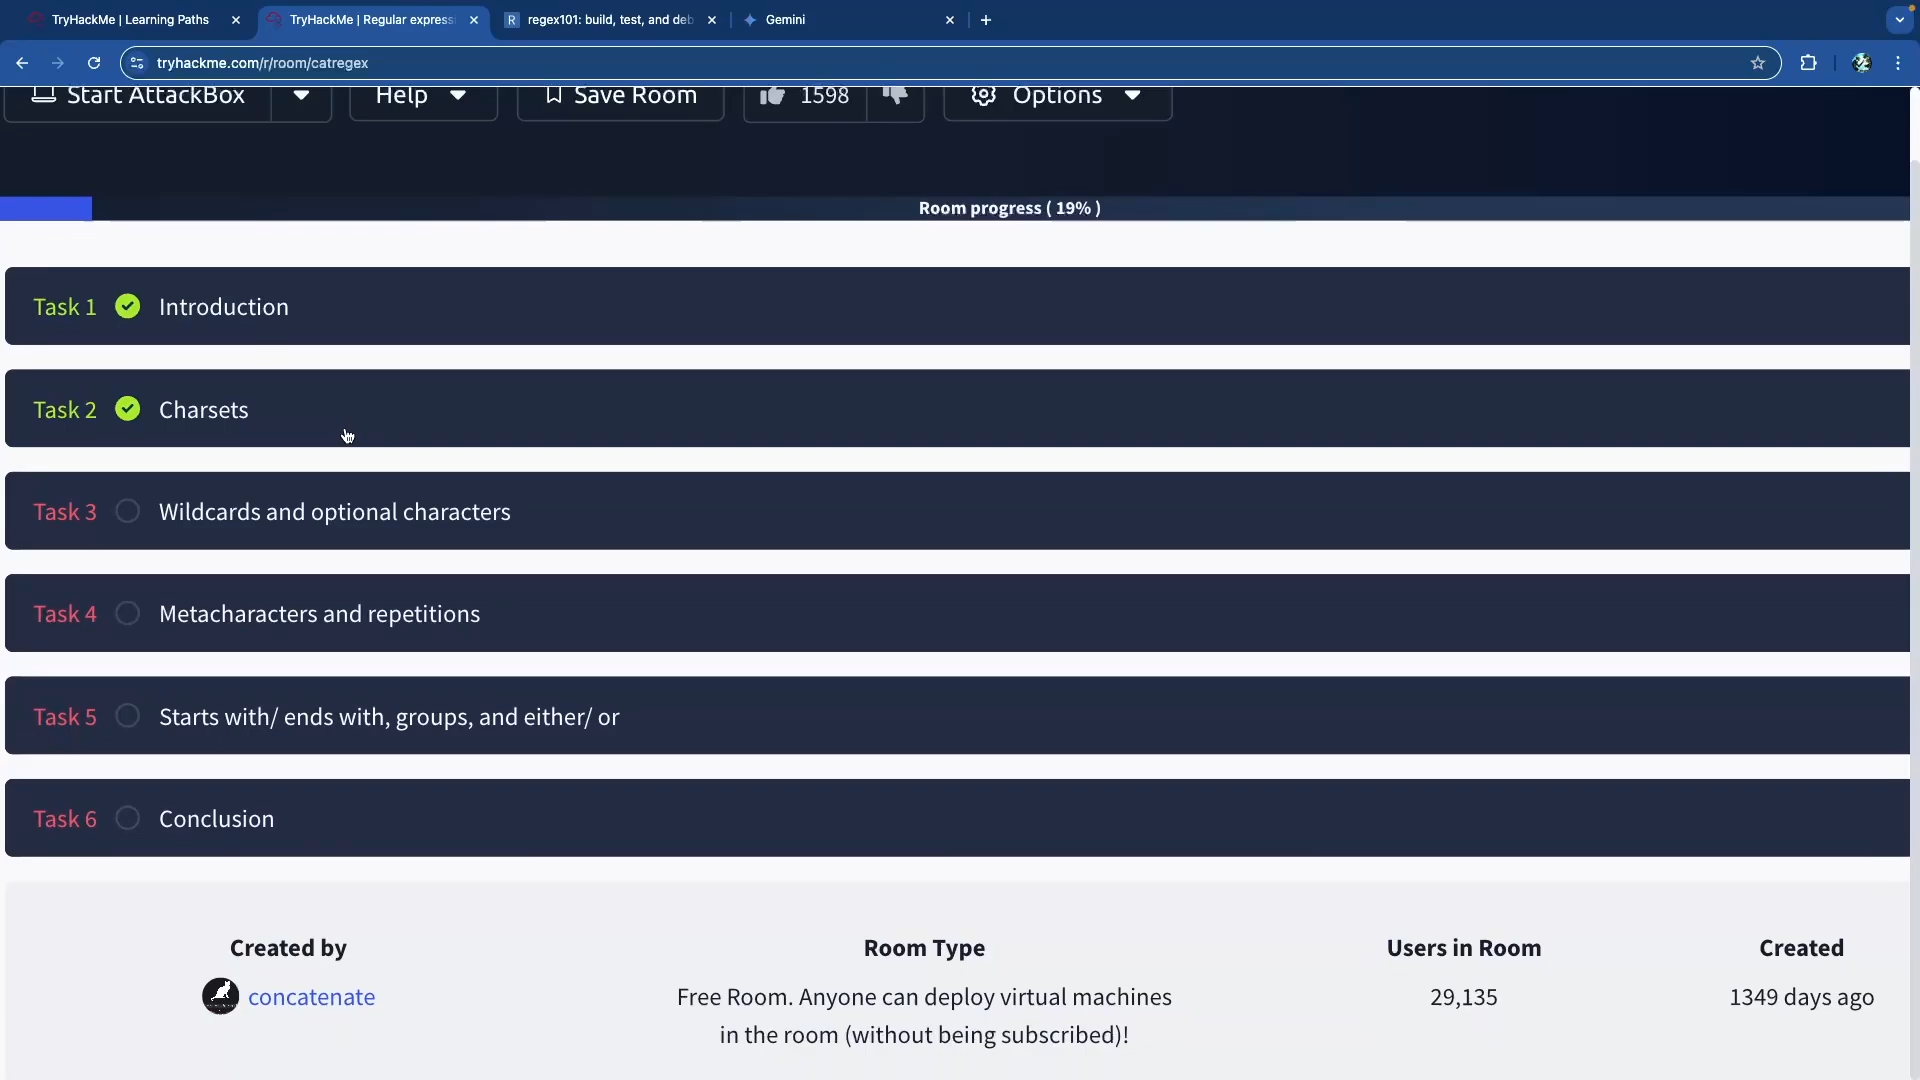 TryHackMe | Learning Paths
TryHackMe | Regular express
R regex101: build, test, and deb
Gemini
tryhackme.com/r/room/catregex
Start AttackBox
Help
Save Room
1598
Options
Room progress ( 19% )
Task 1 Introduction
Task 2 Charsets
Task 3 Wildcards and optional characters
Task 4 Metacharacters and repetitions
Task 5 Starts with/ ends with, groups, and either/ or
Task 6 Conclusion
Created by
Room Type
Users in Room
Created
concatenate
Free Room. Anyone can deploy virtual machines
in the room (without being subscribed)!
29,135
1349 days ago